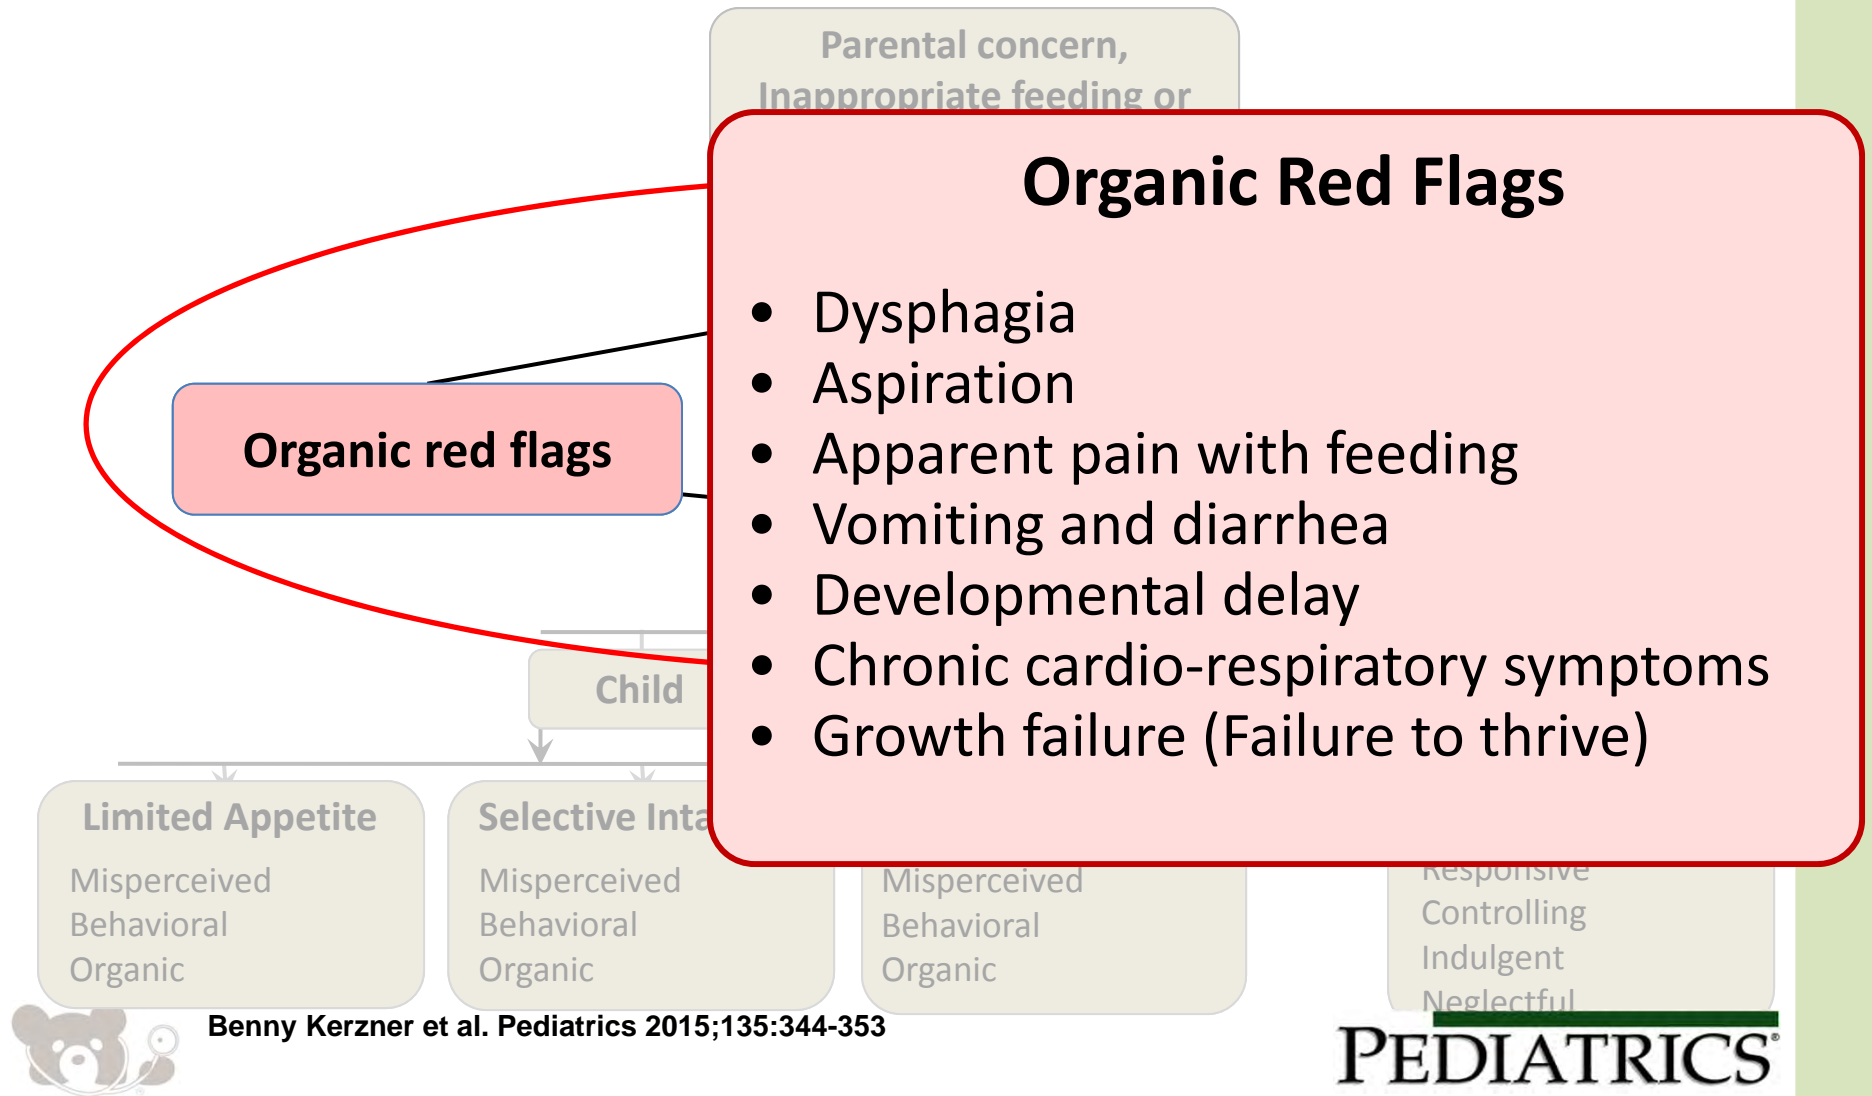 Parental concern,
Inappropriate feeding or
Organic Red Flags
• Dysphagia
• Aspiration
• Apparent pain with feeding
• Vomiting and diarrhea
• Developmental delay
• Chronic cardio-respiratory symptoms
• Growth failure (Failure to thrive)
Organic red flags
Child
Limited Appetite
Misperceived
Behavioral
Organic
Selective Inta
Misperceived
Behavioral
Organic
Misperceived
Behavioral
Organic
Responsive
Controlling
Indulgent
Neglectful
Benny Kerzner et al. Pediatrics 2015;135:344-353
PEDIATRICS®